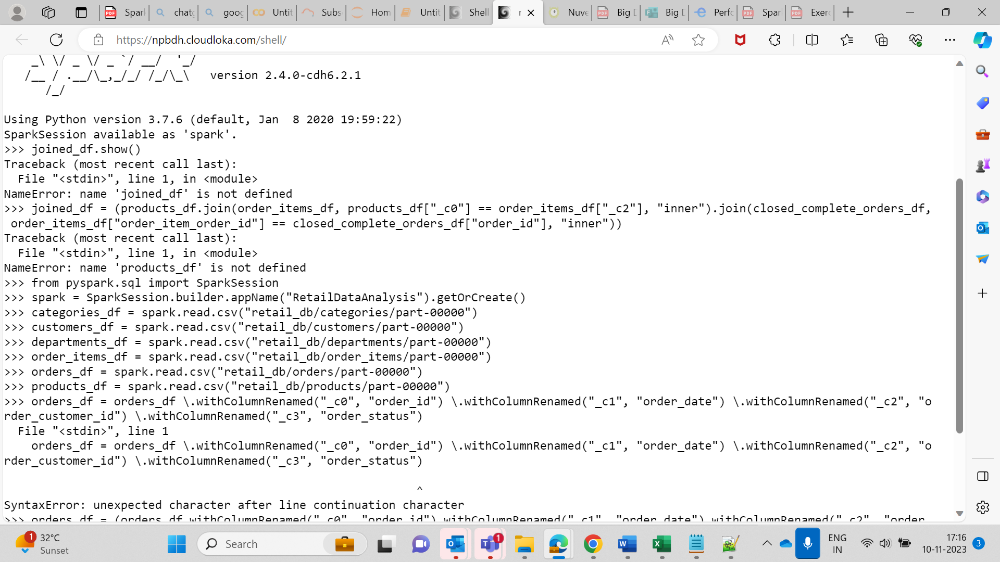 Spar
chatg
goog
Untit
Subs
Hom
Untit
Shell
r
Nuve
Big D
Big D
Perfo
Spar
Exerc
https://npbdh.cloudloka.com/shell/
version 2.4.0-cdh6.2.1
Using Python version 3.7.6 (default, Jan  8 2020 19:59:22)
SparkSession available as 'spark'.
>>> joined_df.show()
Traceback (most recent call last):
  File "<stdin>", line 1, in <module>
NameError: name 'joined_df' is not defined
>>> joined_df = (products_df.join(order_items_df, products_df["_c0"] == order_items_df["_c2"], "inner").join(closed_complete_orders_df,
 order_items_df["order_item_order_id"] == closed_complete_orders_df["order_id"], "inner"))
Traceback (most recent call last):
  File "<stdin>", line 1, in <module>
NameError: name 'products_df' is not defined
>>> from pyspark.sql import SparkSession
>>> spark = SparkSession.builder.appName("RetailDataAnalysis").getOrCreate()
>>> categories_df = spark.read.csv("retail_db/categories/part-00000")
>>> customers_df = spark.read.csv("retail_db/customers/part-00000")
>>> departments_df = spark.read.csv("retail_db/departments/part-00000")
>>> order_items_df = spark.read.csv("retail_db/order_items/part-00000")
>>> orders_df = spark.read.csv("retail_db/orders/part-00000")
>>> products_df = spark.read.csv("retail_db/products/part-00000")
>>> orders_df = orders_df \.withColumnRenamed("_c0", "order_id") \.withColumnRenamed("_c1", "order_date") \.withColumnRenamed("_c2", "o
rder_customer_id") \.withColumnRenamed("_c3", "order_status")
  File "<stdin>", line 1
    orders_df = orders_df \.withColumnRenamed("_c0", "order_id") \.withColumnRenamed("_c1", "order_date") \.withColumnRenamed("_c2", "o
rder_customer_id") \.withColumnRenamed("_c3", "order_status")
^
SyntaxError: unexpected character after line continuation character
>>> orders_df = (orders_df.withColumnRenamed("_c0", "order_id").withColumnRenamed("_c1", "order_date").withColumnRenamed("_c2", "order
1
32°C
Sunset
Search
1
ENG
IN
17:16
10-11-2023
3